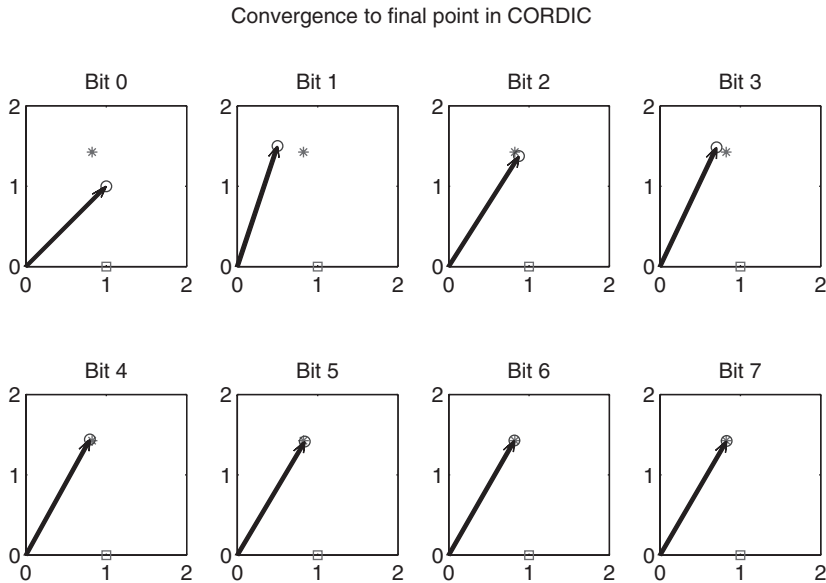 Convergence to final point in CORDIC
Bit 0 Bit 1 Bit 2 Bit 3
2 2 2 2
1 1 1 1
0 0 0 0
0 1 2 0 1 2 0 1 2 0 1 2
Bit 4 Bit 5 Bit 6 Bit 7
2 2 2 2
1 1 1 1
0 0 0 0
0 1 2 0 1 2 0 1 2 0 1 2